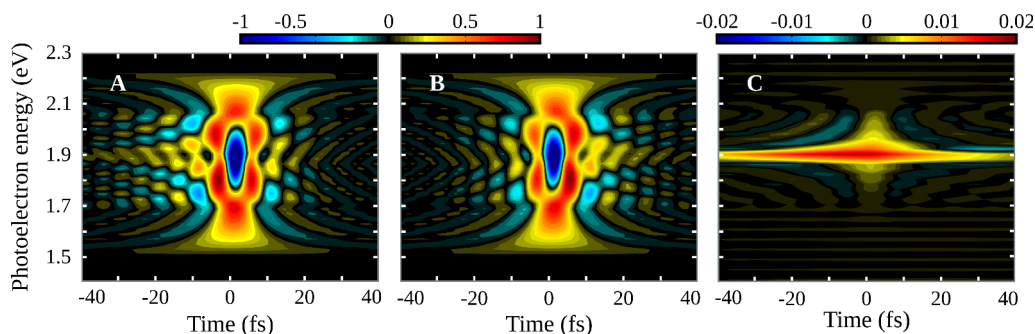 -1 -0.5 0 0.5 1 -0.02 -0.01 0 0.01 0.02
Photoelectron energy (eV)
2.3
2.1
1.9
1.7
1.5
A B C
-40 -20 0 20 40 -40 -20 0 20 40 -40 -20 0 20 40
Time (fs) Time (fs) Time (fs)